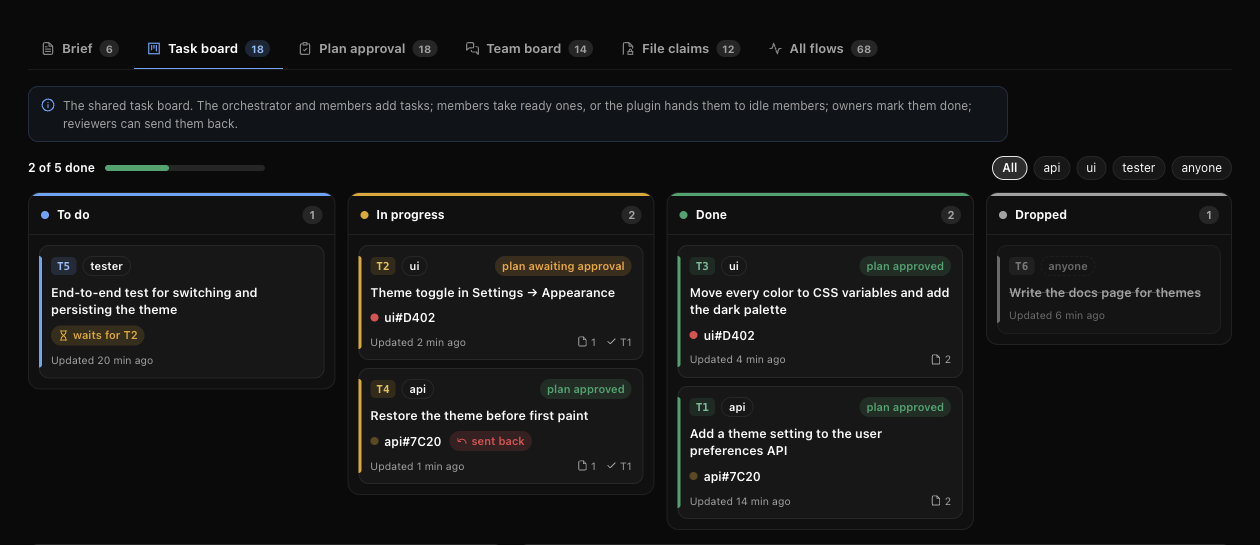 Brief 6
Task board 18
Plan approval 18
Team board 14
File claims 12
All flows 68
The shared task board. The orchestrator and members add tasks; members take ready ones, or the plugin hands them to idle members; owners mark them done;
reviewers can send them back.
2 of 5 done
All
api
ui
tester
anyone
To do 1
T5 tester
End-to-end test for switching and
persisting the theme
waits for T2
Updated 20 min ago
In progress 2
T2 ui plan awaiting approval
Theme toggle in Settings → Appearance
ui#D402
Updated 2 min ago 1 T1
T4 api plan approved
Restore the theme before first paint
api#7C20 sent back
Updated 1 min ago 1 T1
Done 2
T3 ui plan approved
Move every color to CSS variables and add
the dark palette
ui#D402
Updated 4 min ago 2
T1 api plan approved
Add a theme setting to the user
preferences API
api#7C20
Updated 14 min ago 2
Dropped 1
T6 anyone
Write the docs page for themes
Updated 6 min ago